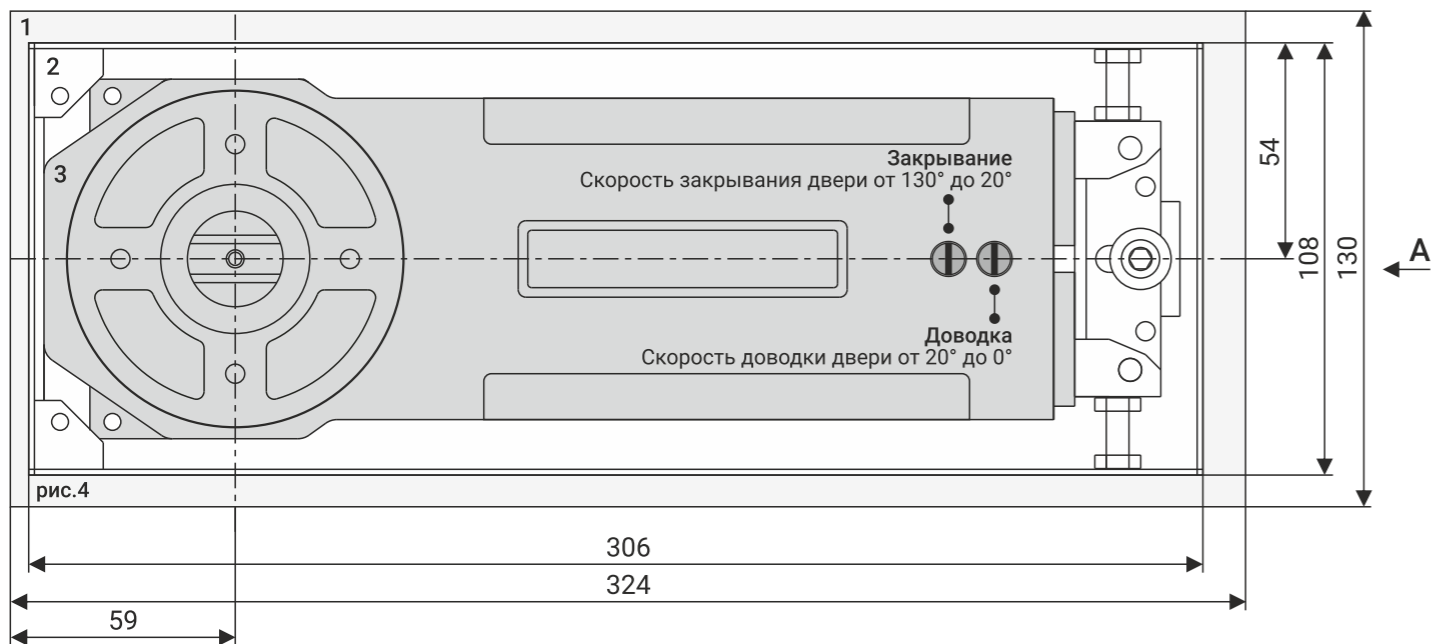 1
2
3
Закрывание
Скорость закрывания двери от 130° до 20°
Доводка
Скорость доводки двери от 20° до 0°
54
108
130
A
рис.4
306
324
59